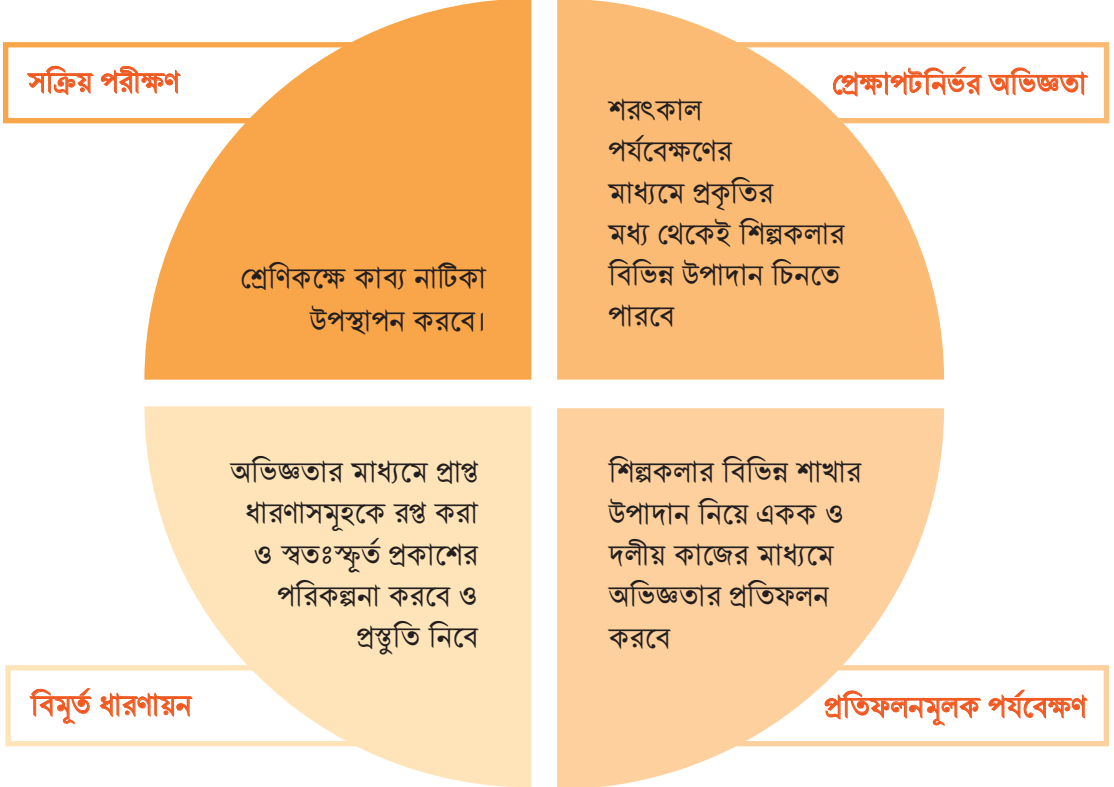 সক্রিয় পরীক্ষণ
শ্রেণিকক্ষে কাব্য নাটিকা
উপস্থাপন করবে।
প্রেক্ষাপটনির্ভর অভিজ্ঞতা
শরৎকাল
পর্যবেক্ষণের
মাধ্যমে প্রকৃতির
মধ্য থেকেই শিল্পকলার
বিভিন্ন উপাদান চিনতে
পারবে
অভিজ্ঞতার মাধ্যমে প্রাপ্ত
ধারণাসমূহকে রপ্ত করা
ও স্বতঃস্ফূর্ত প্রকাশের
পরিকল্পনা করবে ও
প্রস্তুতি নিবে
বিমূর্ত ধারণায়ন
শিল্পকলার বিভিন্ন শাখার
উপাদান নিয়ে একক ও
দলীয় কাজের মাধ্যমে
অভিজ্ঞতার প্রতিফলন
করবে
প্রতিফলনমূলক পর্যবেক্ষণ